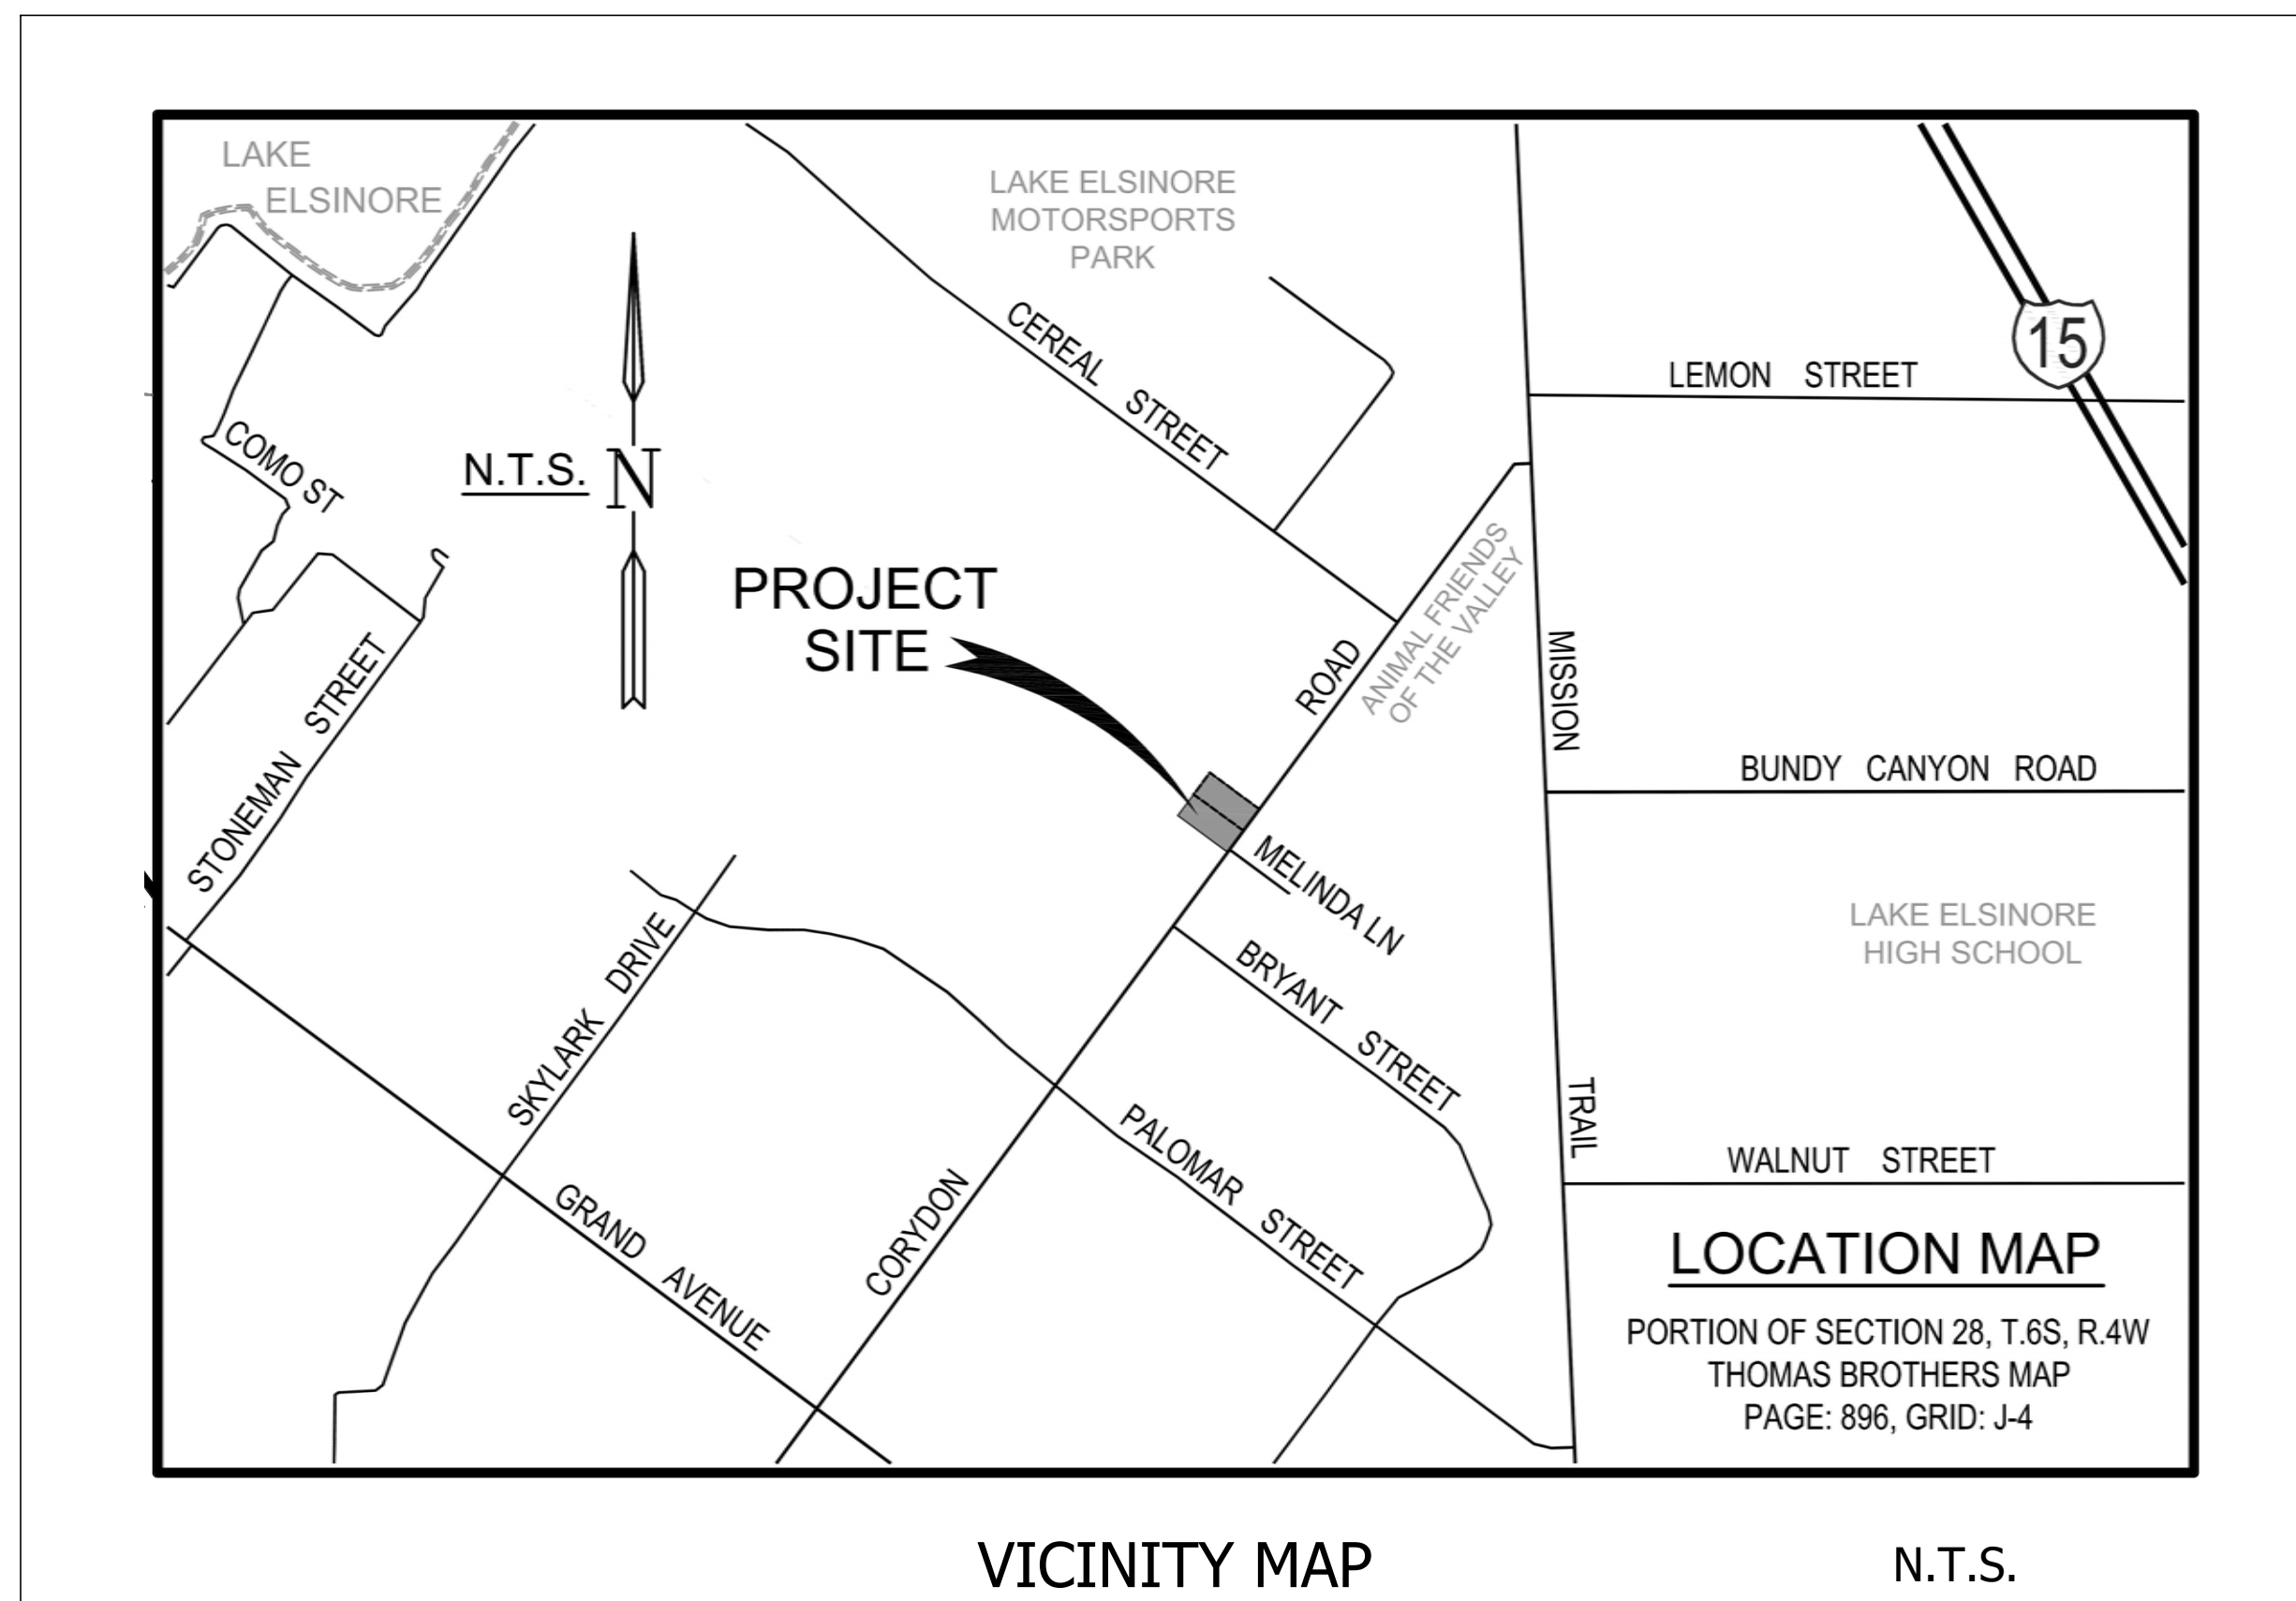 LAKE
ELSINORE
LAKE ELSINORE
MOTORSPORTS
PARK
CEREAL STREET
15
LEMON STREET
COMO ST
N.T.S.
N
PROJECT
SITE
ANIMAL FRIENDS
OF THE VALLEY
ROAD
MISSION
STONEMAN STREET
BUNDY CANYON ROAD
MELINDA LN
LAKE ELSINORE
HIGH SCHOOL
SKYLARK DRIVE
BRYANT STREET
TRAIL
PALOMAR STREET
WALNUT STREET
GRAND AVENUE
CORYDON
LOCATION MAP
PORTION OF SECTION 28, T.6S, R.4W
THOMAS BROTHERS MAP
PAGE: 896, GRID: J-4
VICINITY MAP
N.T.S.